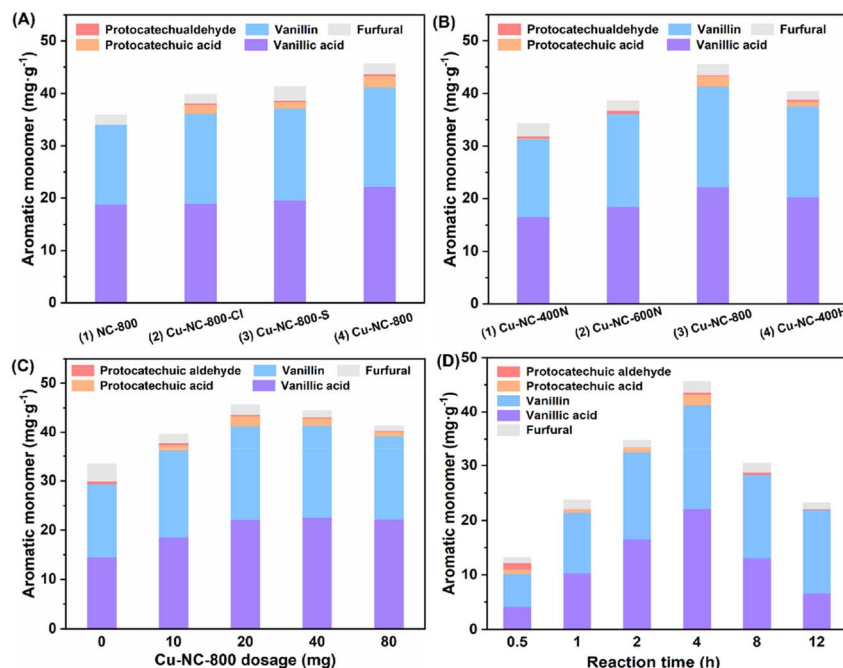 (A)
Protocatechualdehyde
Vanillin
Furfural
Protocatechuic acid
Vanillic acid
Aromatic monomer (mg·g⁻¹)
50
40
30
20
10
0
(1) NC-800
(2) Cu-NC-800-Cl
(3) Cu-NC-800-S
(4) Cu-NC-800
(B)
Protocatechualdehyde
Vanillin
Furfural
Protocatechuic acid
Vanillic acid
Aromatic monomer (mg·g⁻¹)
50
40
30
20
10
0
(1) Cu-NC-400N
(2) Cu-NC-600N
(3) Cu-NC-800
(4) Cu-NC-400H
(C)
Protocatechuic aldehyde
Vanillin
Furfural
Protocatechuic acid
Vanillic acid
Aromatic monomer (mg·g⁻¹)
50
40
30
20
10
0
0
10
20
40
80
Cu-NC-800 dosage (mg)
(D)
Protocatechuic aldehyde
Protocatechuic acid
Vanillin
Vanillic acid
Furfural
Aromatic monomer (mg·g⁻¹)
50
40
30
20
10
0
0.5
1
2
4
8
12
Reaction time (h)